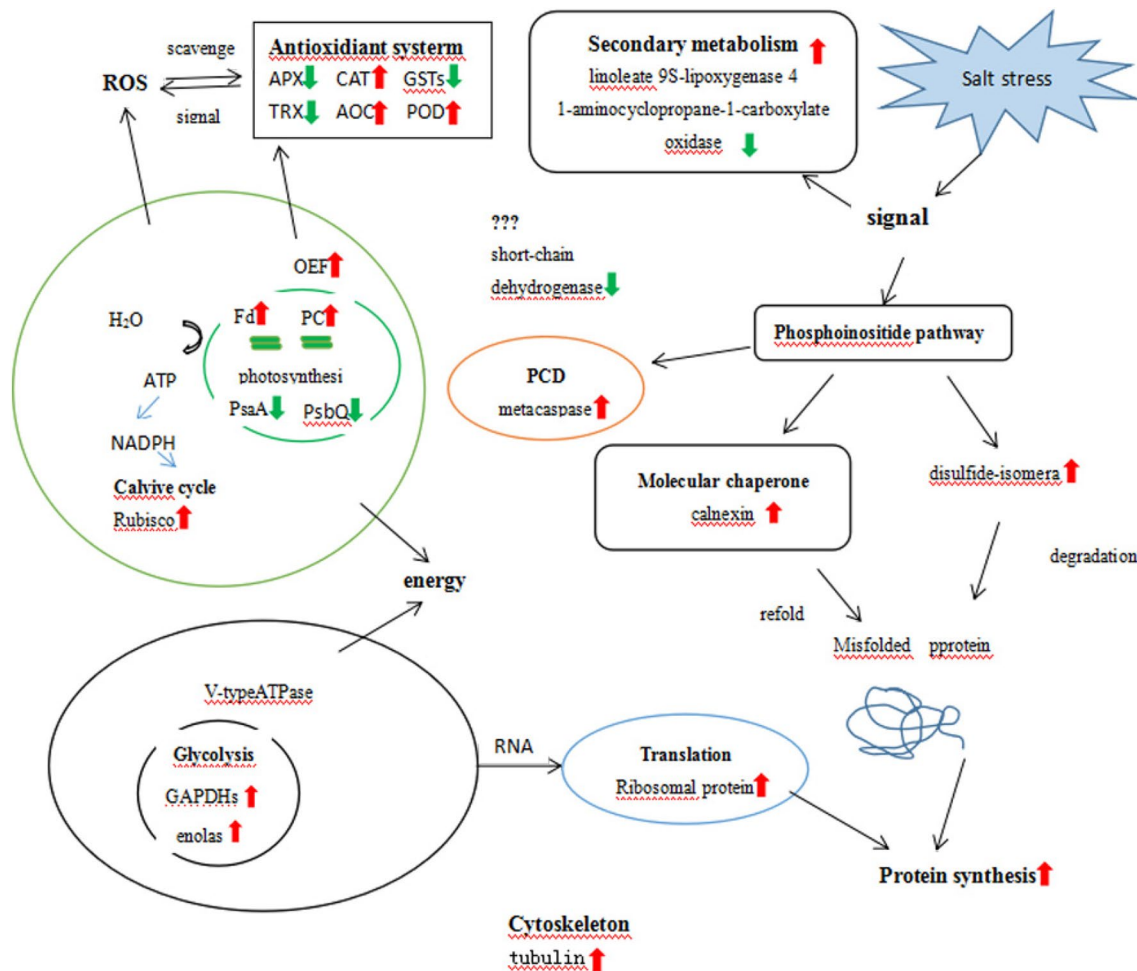 scavenge
ROS
signal
Antioxidiant systerm
APX CAT GSTs
TRX AOC POD
Secondary metabolism
linoleate 9S-lipoxygenase 4
1-aminocyclopropane-1-carboxylate
oxidase
Salt stress
signal
???
short-chain
dehydrogenase
OEF
Fd PC
H₂O
photosynthesi
ATP
PsaA PsbQ
NADPH
Calvive cycle
Rubisco
Phosphoinositide pathway
PCD
metacaspase
Molecular chaperone
calnexin
disulfide-isomera
degradation
refold
Misfolded pprotein
energy
V-typeATPase
Glycolysis
GAPDHs
enolas
RNA
Translation
Ribosomal protein
Protein synthesis
Cytoskeleton
tubulin